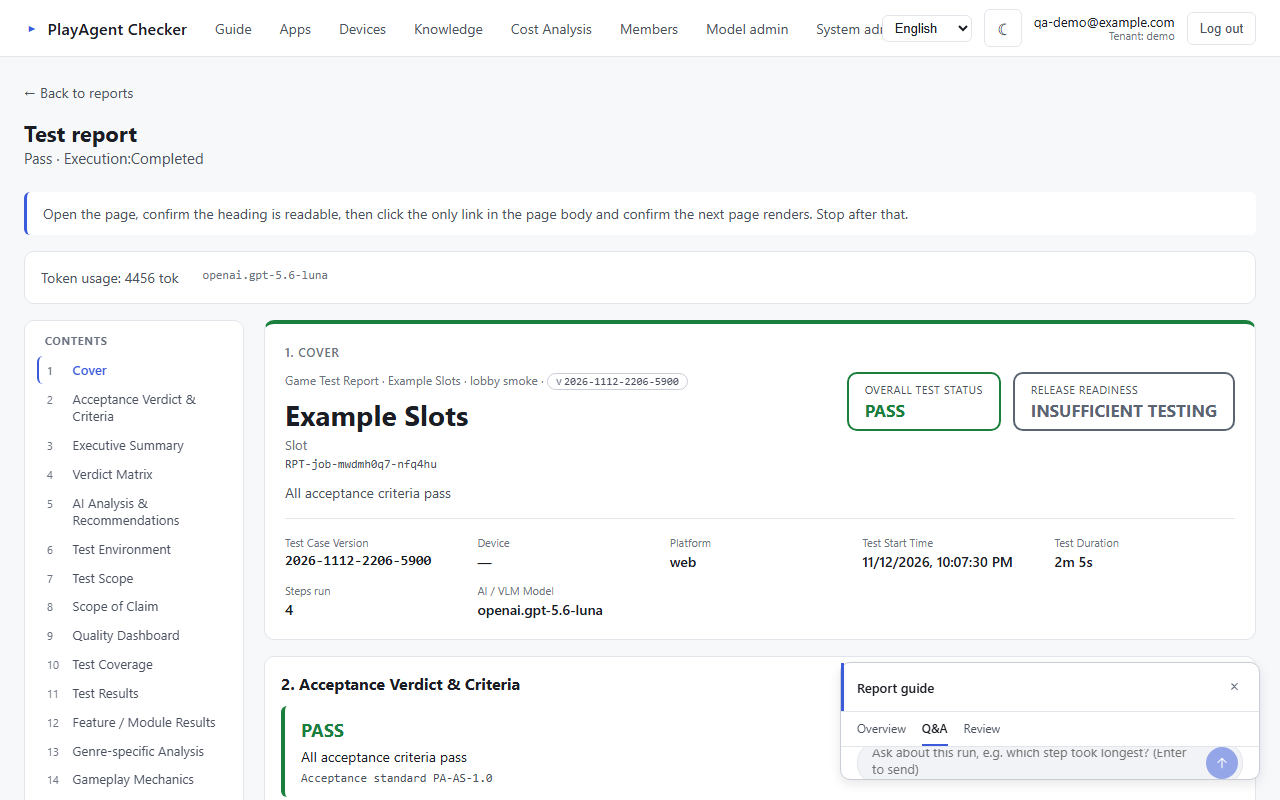 PlayAgent Checker
Guide
Apps
Devices
Knowledge
Cost Analysis
Members
Model admin
System adr
English
qa-demo@example.com
Tenant: demo
Log out
← Back to reports
Test report
Pass · Execution:Completed
Open the page, confirm the heading is readable, then click the only link in the page body and confirm the next page renders. Stop after that.
Token usage: 4456 tok
openai.gpt-5.6-luna
CONTENTS
1 Cover
2 Acceptance Verdict &
Criteria
3 Executive Summary
4 Verdict Matrix
5 AI Analysis &
Recommendations
6 Test Environment
7 Test Scope
8 Scope of Claim
9 Quality Dashboard
10 Test Coverage
11 Test Results
12 Feature / Module Results
13 Genre-specific Analysis
14 Gameplay Mechanics
1. COVER
Game Test Report · Example Slots · lobby smoke · v 2026-1112-2206-5900
Example Slots
Slot
RPT-job-mwdmh0q7-nfq4hu
All acceptance criteria pass
OVERALL TEST STATUS
PASS
RELEASE READINESS
INSUFFICIENT TESTING
Test Case Version
2026-1112-2206-5900
Device
—
Platform
web
Test Start Time
11/12/2026, 10:07:30 PM
Test Duration
2m 5s
Steps run
4
AI / VLM Model
openai.gpt-5.6-luna
2. Acceptance Verdict & Criteria
PASS
All acceptance criteria pass
Acceptance standard PA-AS-1.0
Report guide
×
Overview
Q&A
Review
Ask about this run, e.g. which step took longest? (Enter
to send)